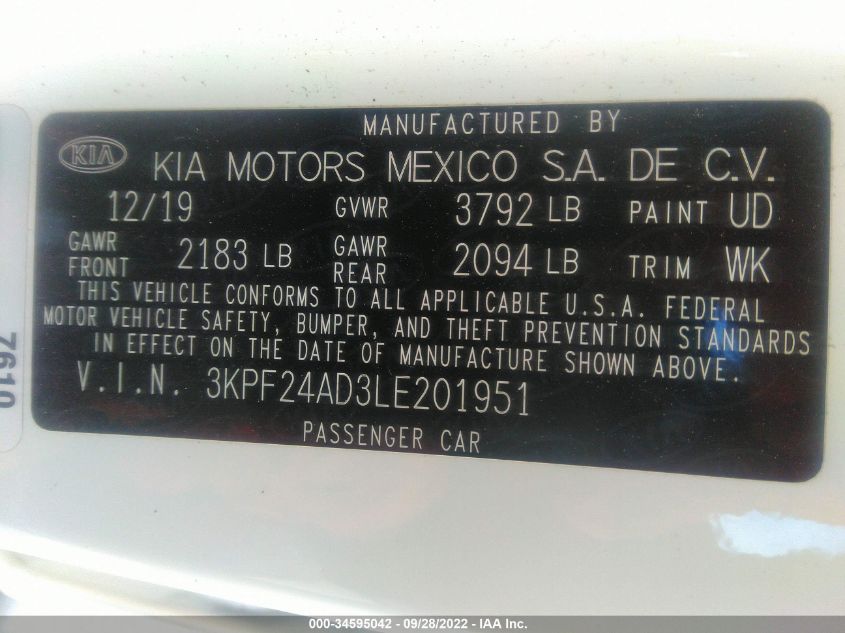 MANUFACTURED BY
KIA KIA MOTORS MEXICO S.A. DE C.V.
12/19 GVWR 3792 LB PAINT UD
GAWR FRONT 2183 LB GAWR REAR 2094 LB TRIM WK
THIS VEHICLE CONFORMS TO ALL APPLICABLE U.S.A. FEDERAL
MOTOR VEHICLE SAFETY, BUMPER, AND THEFT PREVENTION STANDARDS
IN EFFECT ON THE DATE OF MANUFACTURE SHOWN ABOVE.
V.I.N. 3KPF24AD3LE201951
PASSENGER CAR
7619
© - 34595042 - 09/28/2022 - IAA Inc.